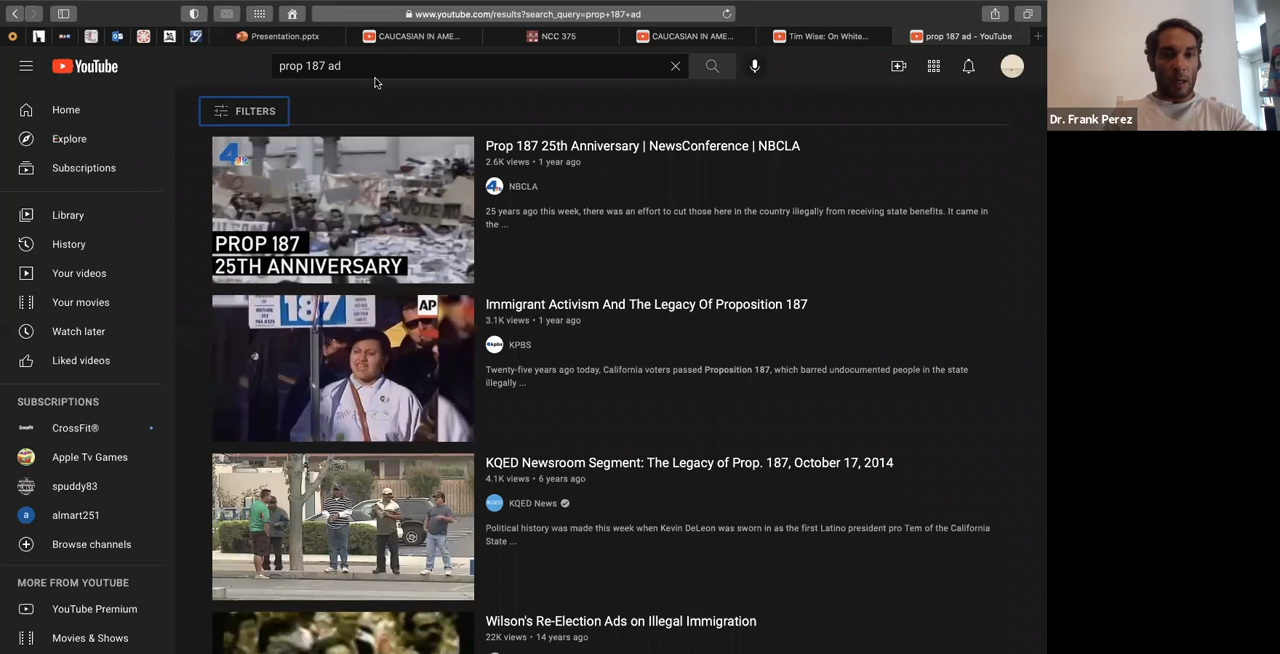 www.youtube.com/results?search_query=prop+187+ad
Presentation.pptx
CAUCASIAN IN AME...
NCC 375
CAUCASIAN IN AME...
Tim Wise: On White...
prop 187 ad - YouTube
YouTube
prop 187 ad
Dr. Frank Perez
Home
Explore
Subscriptions
Library
History
Your videos
Your movies
Watch later
Liked videos
SUBSCRIPTIONS
CrossFit®
Apple Tv Games
spuddy83
a
almart251
Browse channels
MORE FROM YOUTUBE
YouTube Premium
Movies & Shows
FILTERS
4
PROP 187
25TH ANNIVERSARY
Prop 187 25th Anniversary | NewsConference | NBCLA
2.6K views • 1 year ago
NBCLA
25 years ago this week, there was an effort to cut those here in the country illegally from receiving state benefits. It came in
the ...
187
AP
Immigrant Activism And The Legacy Of Proposition 187
3.1K views • 1 year ago
kpbs
KPBS
Twenty-five years ago today, California voters passed Proposition 187, which barred undocumented people in the state
illegally ...
KQED Newsroom Segment: The Legacy of Prop. 187, October 17, 2014
4.1K views • 6 years ago
KQED
KQED News
Political history was made this week when Kevin DeLeon was sworn in as the first Latino president pro Tem of the California
State ...
Wilson's Re-Election Ads on Illegal Immigration
22K views • 14 years ago